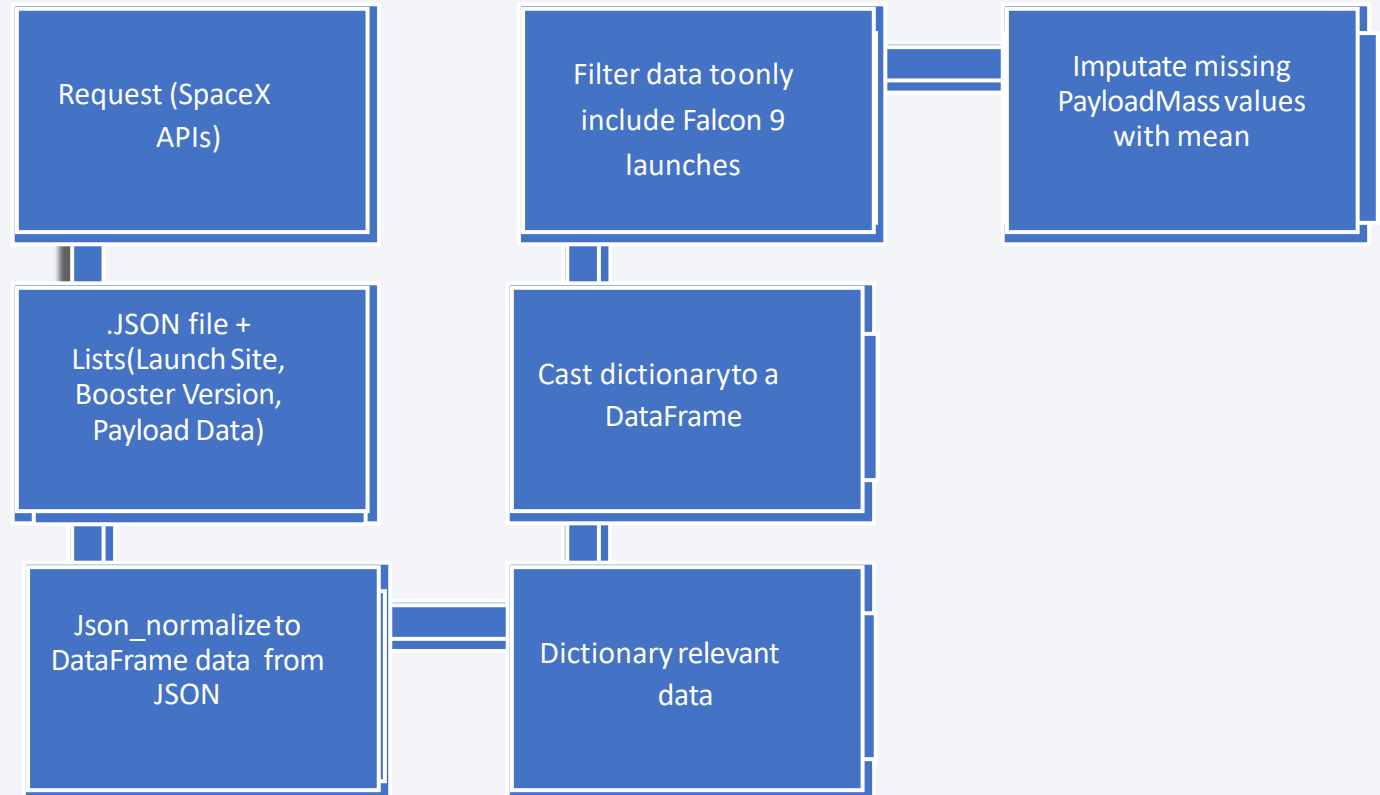 Request (SpaceX
APIs)
.JSON file +
Lists(Launch Site,
Booster Version,
Payload Data)
Json_normalize to
DataFrame data from
JSON
Dictionary relevant
data
Cast dictionaryto a
DataFrame
Filter data toonly
include Falcon 9
launches
Imputate missing
PayloadMass values
with mean